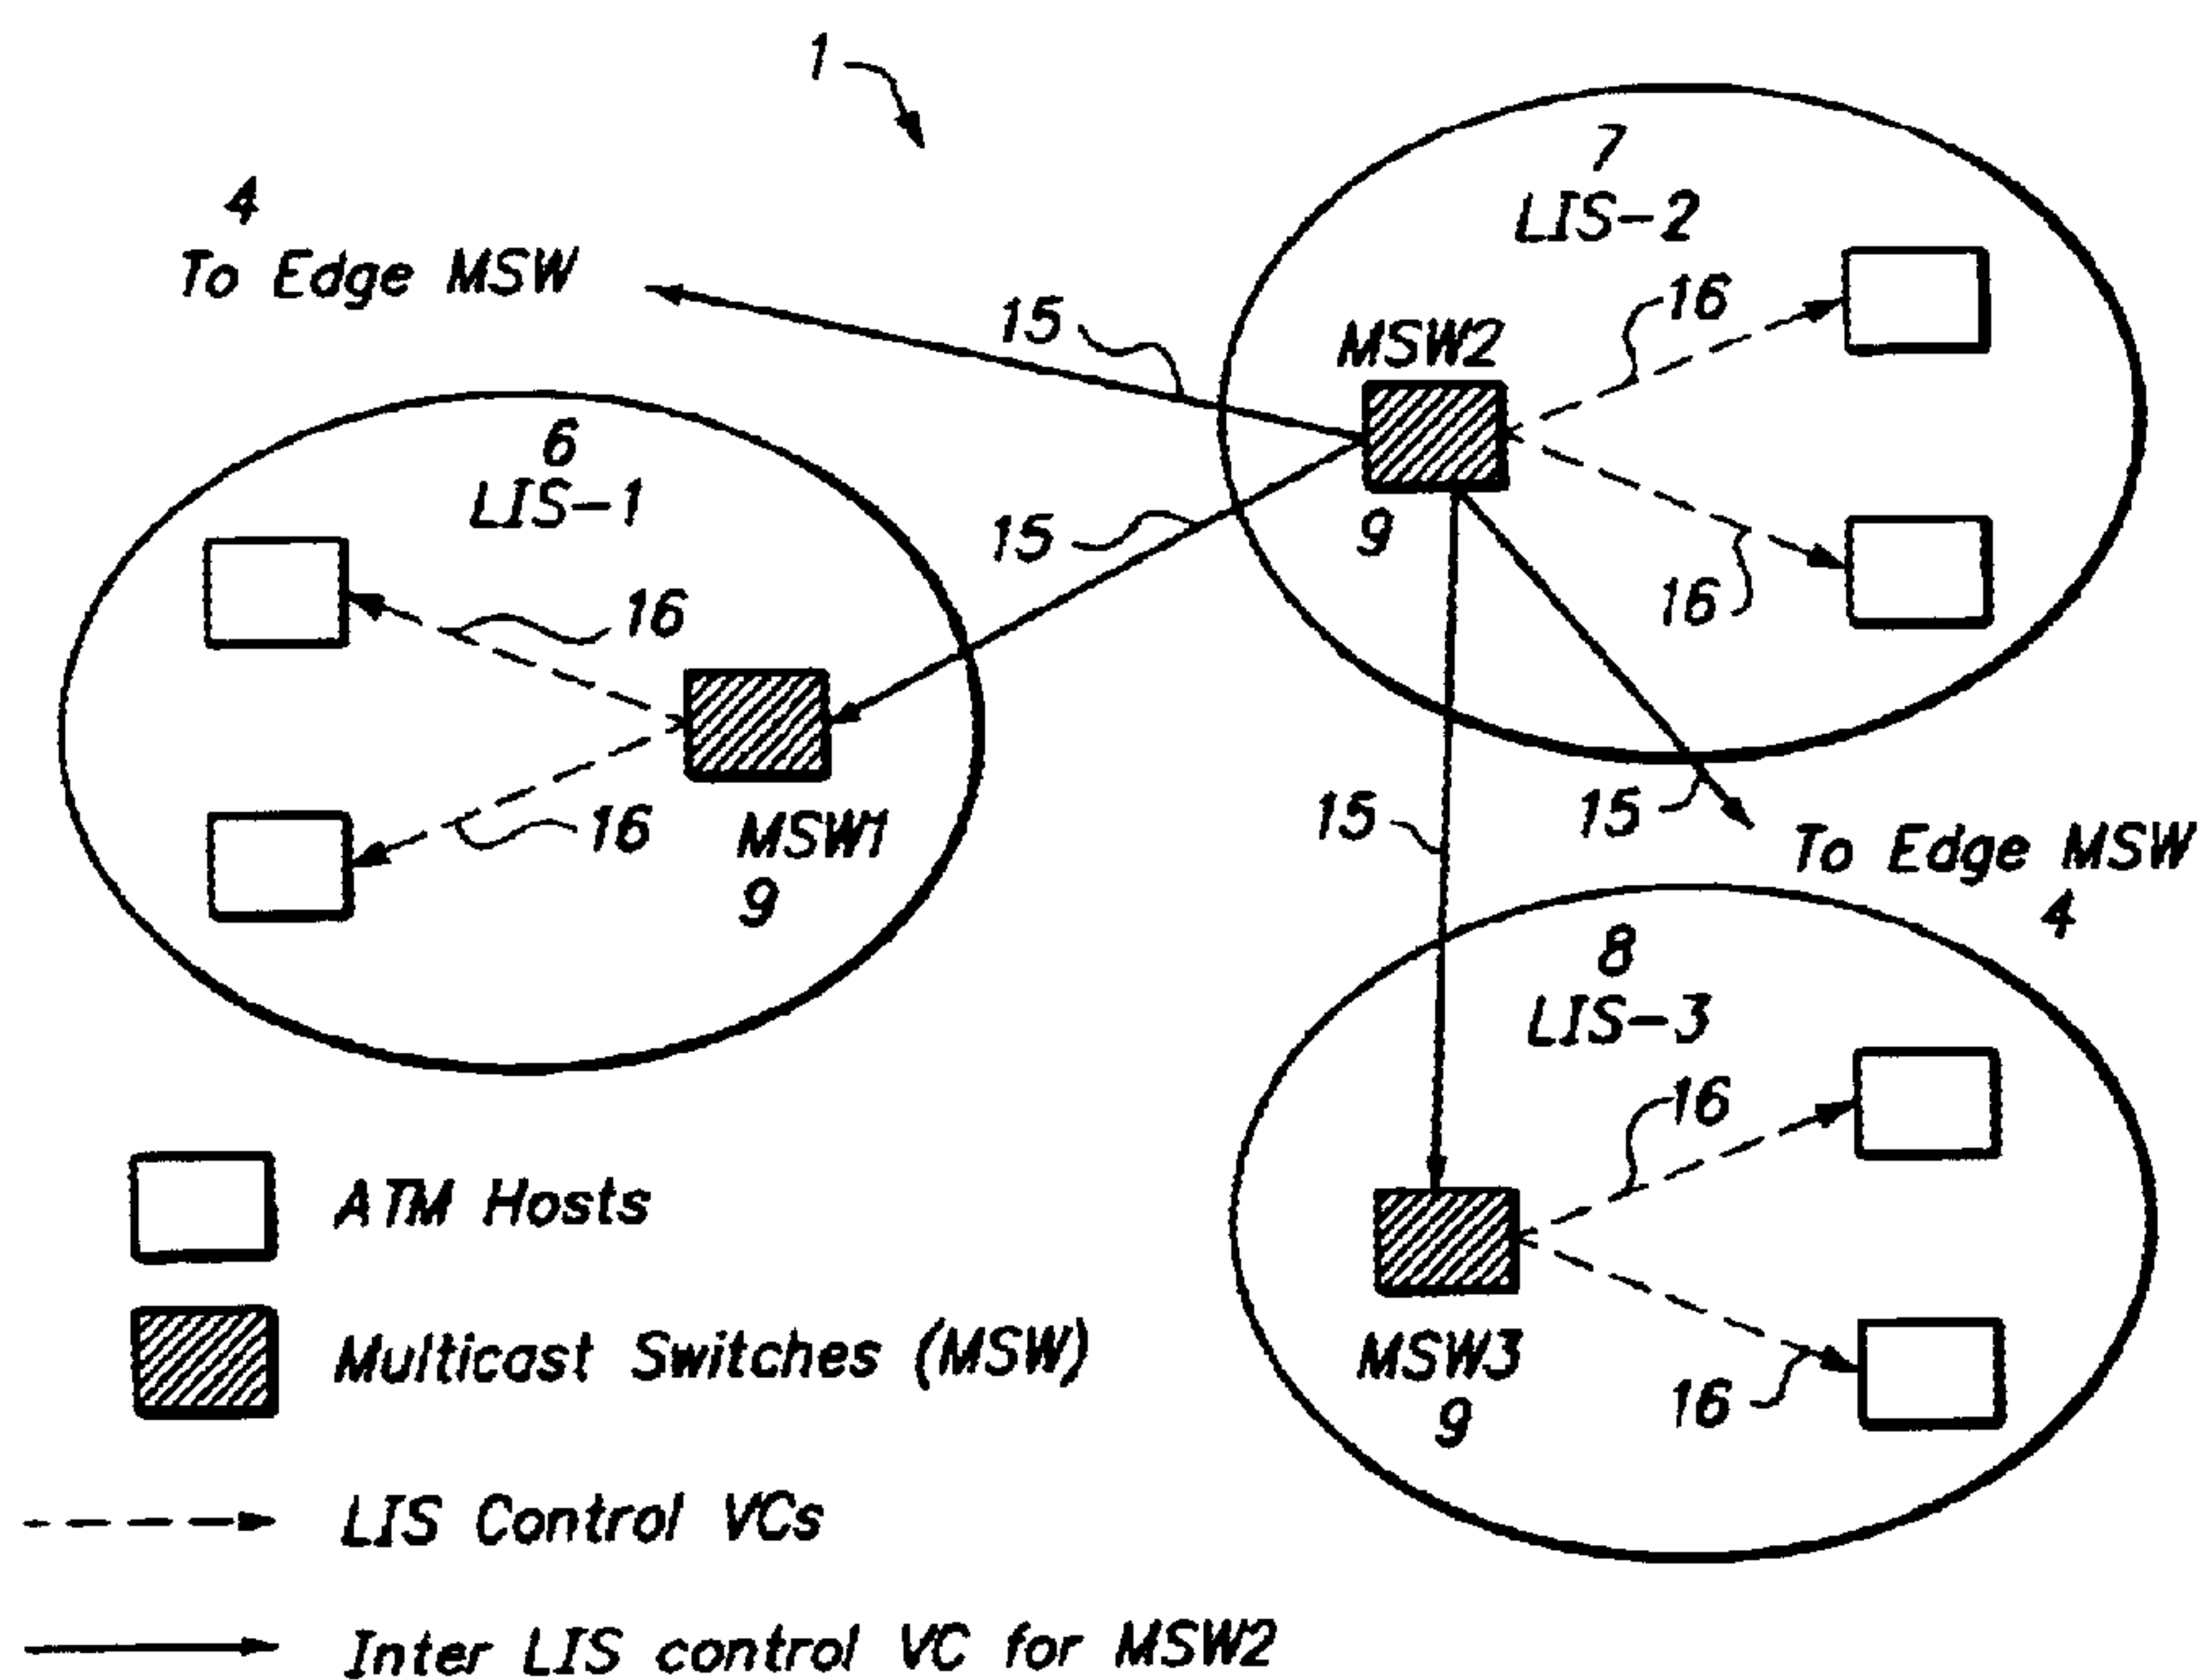 1
7
LIS-2
4
To Edge MSW
16
15
MSW2
6
LIS-1
15
9
16
16
16
MSW1
9
15
15
To Edge MSW
4
8
LIS-3
16
ATM Hosts
Multicast Switches (MSW)
MSW3
9
16
LIS Control VCs
Inter LIS control VC for MSW2